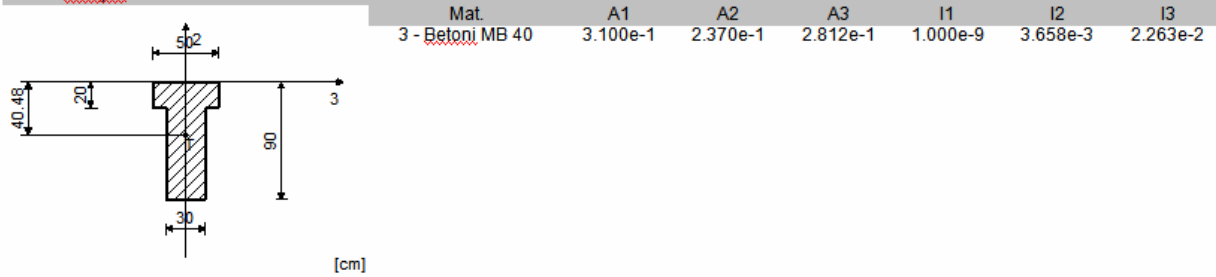 Mat. A1 A2 A3 I1 I2 I3
3 - Betoni MB 40 3.100e-1 2.370e-1 2.812e-1 1.000e-9 3.658e-3 2.263e-2
2
50
3
20
40.48
T
90
30
[cm]